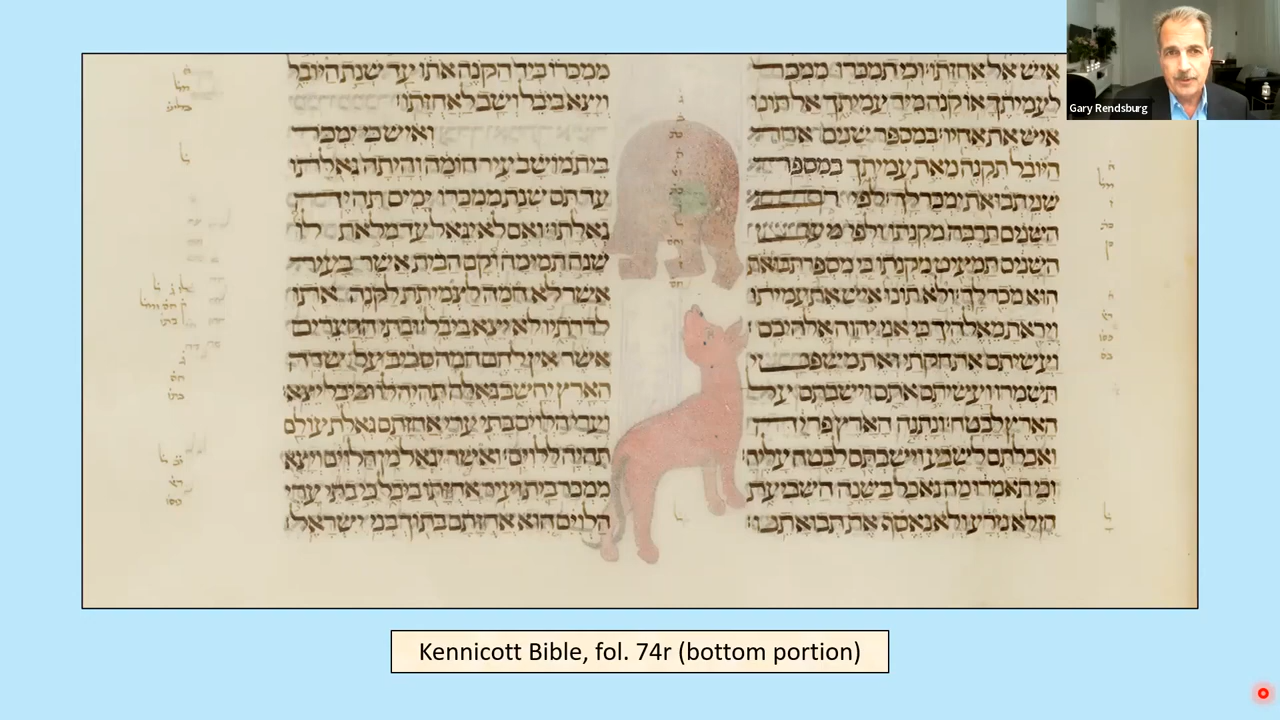 Gary Rendsburg
איש אל אחזתו וכי תמכרו ממכר
לעמיתך או קנה מיד עמיתך אל תונו
איש את אחיו במספר שנים אחר
היובל תקנה מאת עמיתך במספר
שני תבואת ימכר לך לפי רב
השנים תרבה מקנתו ולפי מעט
השנים תמעיט מקנתו כי מספר תבואת
הוא מכר לך ולא תונו איש את עמיתו
ויראת מאלהיך כי אני יהוה אלהיכם
ועשיתם את חקתי ואת משפטי
תשמרו ועשיתם אתם וישבתם על
הארץ לבטח ונתנה הארץ פריה
ואכלתם לשבע וישבתם לבטח עליה
וכי תאמרו מה נאכל בשנה השביעת
הן לא נזרע ולא נאסף את תבואתנו
ממכרו ביד הקנה אתו עד שנת היובל
ויצא ביבל ושב לאחזתו
ואיש כי ימכר
בית מושב עיר חומה והיתה גאלתו
עד תם שנת ממכרו ימים תהיה
גאלתו ואם לא יגאל עד מלאת לו
שנה תמימה וקם הבית אשר בעיר
אשר לא חמה לצמיתת לקנה אתו
לדרתיו לא יצא ביבל ובתי החצרים
אשר אין להם חמה סביב על שדה
הארץ יחשב גאלה תהיה לו וביבל יצא
וערי הלוים בתי ערי אחזתם גאלת עולם
תהיה ללוים ואשר יגאל מן הלוים ויצא
ממכר בית ועיר אחזתו ביבל כי בתי ערי
הלוים הוא אחזתם בתוך בני ישראל
Kennicott Bible, fol. 74r (bottom portion)